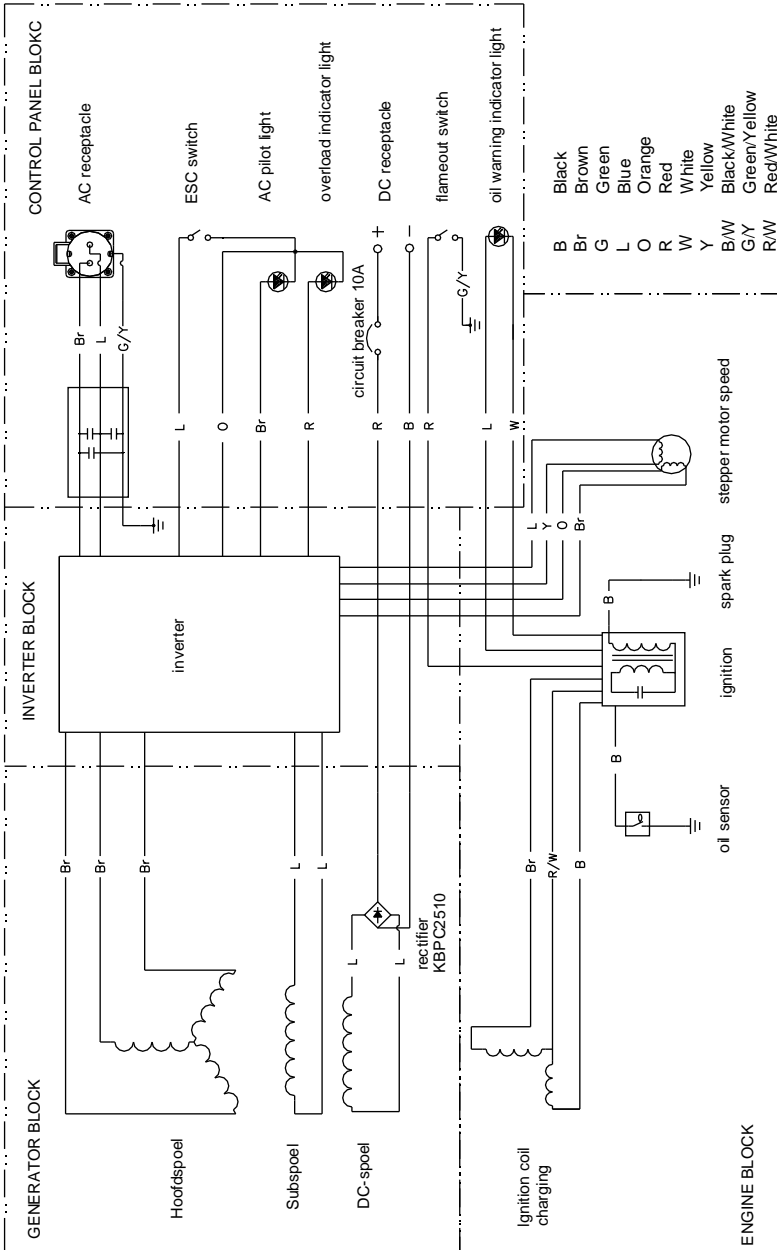 GENERATOR BLOCK
INVERTER BLOCK
CONTROL PANEL BLOKC
Hoofdspoel
Subspoel
DC-spoel
Br
Br
Br
L
L
L
L
rectifier
KBPC2510
inverter
Br
L
G/Y
L
O
Br
R
R
B
R
L
W
AC receptacle
ESC switch
AC pilot light
overload indicator light
circuit breaker 10A
+
−
DC receptacle
G/Y
flameout switch
oil warning indicator light
Ignition coil
charging
Br
R/W
B
B
B
L
Y
O
Br
oil sensor
ignition
spark plug
stepper motor speed
ENGINE BLOCK
B Black
Br Brown
G Green
L Blue
O Orange
R Red
W White
Y Yellow
B/W Black/White
G/Y Green/Yellow
R/W Red/White